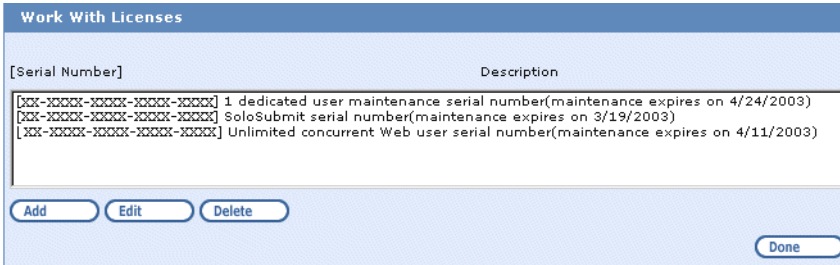 Work With Licenses
[Serial Number] Description
[XX-XXXX-XXXX-XXXX-XXXX] 1 dedicated user maintenance serial number(maintenance expires on 4/24/2003)
[XX-XXXX-XXXX-XXXX-XXXX] SoloSubmit serial number(maintenance expires on 3/19/2003)
[XX-XXXX-XXXX-XXXX-XXXX] Unlimited concurrent Web user serial number(maintenance expires on 4/11/2003)
Add Edit Delete
Done